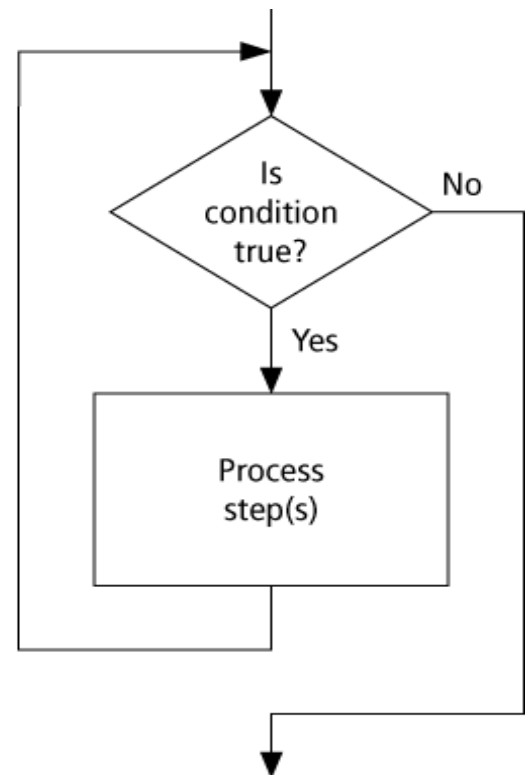 Is
condition
true?
No
Yes
Process
step(s)